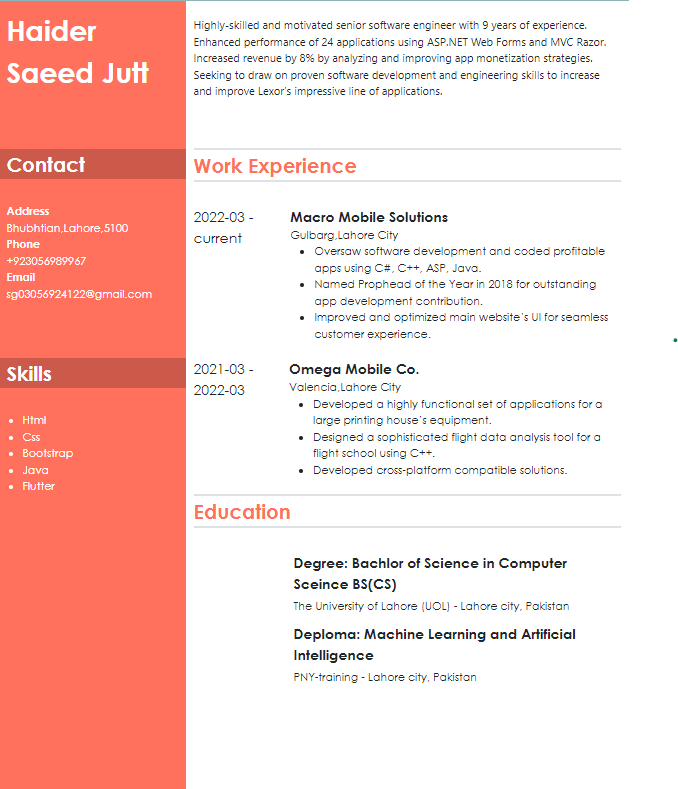 Haider
Saeed Jutt
Contact
Address
Bhubhtian,Lahore,5100
Phone
+923056989967
Email
sg03056924122@gmail.com
Skills
Html
Css
Bootstrap
Java
Flutter
Highly-skilled and motivated senior software engineer with 9 years of experience.
Enhanced performance of 24 applications using ASP.NET Web Forms and MVC Razor.
Increased revenue by 8% by analyzing and improving app monetization strategies.
Seeking to draw on proven software development and engineering skills to increase
and improve Lexor's impressive line of applications.
Work Experience
2022-03 -
current
Macro Mobile Solutions
Gulbarg,Lahore City
Oversaw software development and coded profitable
apps using C#, C++, ASP, Java.
Named Prophead of the Year in 2018 for outstanding
app development contribution.
Improved and optimized main website's UI for seamless
customer experience.
2021-03 -
2022-03
Omega Mobile Co.
Valencia,Lahore City
Developed a highly functional set of applications for a
large printing house's equipment.
Designed a sophisticated flight data analysis tool for a
flight school using C++.
Developed cross-platform compatible solutions.
Education
Degree: Bachlor of Science in Computer
Sceince BS(CS)
The University of Lahore (UOL) - Lahore city, Pakistan
Deploma: Machine Learning and Artificial
Intelligence
PNY-training - Lahore city, Pakistan